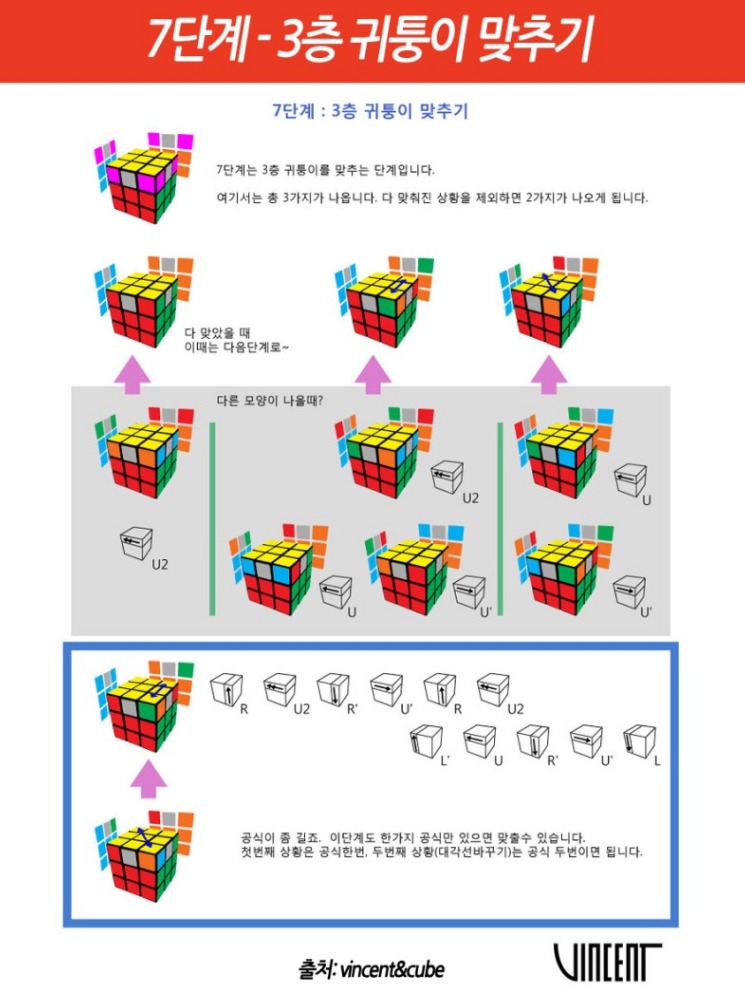 7단계 - 3층 귀퉁이 맞추기
7단계 : 3층 귀퉁이 맞추기
7단계는 3층 귀퉁이를 맞추는 단계입니다.
여기서는 총 3가지가 나옵니다. 다 맞춰진 상황을 제외하면 2가지가 나오게 됩니다.
다 맞았을 때
이때는 다음단계로~
다른 모양이 나올때?
U2
U
U2
U
U'
U'
R
U2
R'
U'
R
U2
L'
U
R'
U'
L
공식이 좀 길죠. 이단계도 한가지 공식만 있으면 맞출수 있습니다.
첫번째 상황은 공식한번, 두번째 상황(대각선바꾸기)는 공식 두번이면 됩니다.
출처: vincent&cube
VINCENT